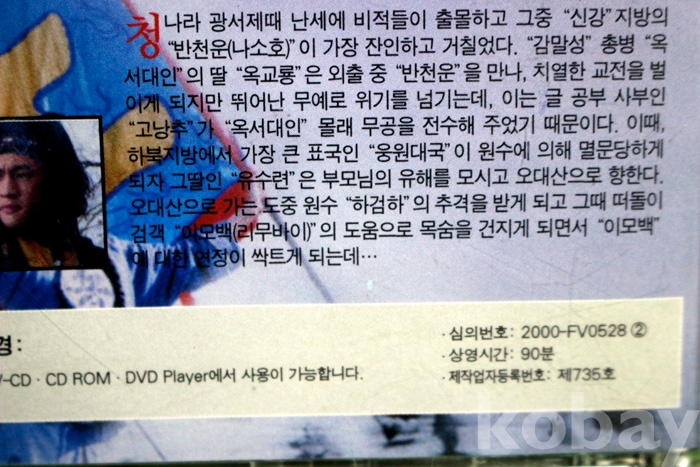 청나라 광서제때 난세에 비적들이 출몰하고 그중 “신강”지방의
“반천운(나소호)”이 가장 잔인하고 거칠었다. “감말성” 총병 “옥
서대인”의 딸 “옥교룡”은 외출 중 “반천운”을 만나, 치열한 교전을 벌
이게 되지만 뛰어난 무예로 위기를 넘기는데, 이는 글 공부 사부인
“고낭추”가 “옥서대인” 몰래 무공을 전수해 주었기 때문이다. 이때,
하북지방에서 가장 큰 표국인 “웅원대국”이 원수에 의해 멸문당하게
되자 그딸인 “유수련”은 부모님의 유해를 모시고 오대산으로 향한다.
오대산으로 가는 도중 원수 “하검하”의 추격을 받게 되고 그때 떠돌이
검객 “이모백(리무바이)”의 도움으로 목숨을 건지게 되면서 “이모백”
에 대한 연정이 싹트게 되는데…
경:
-CD · CD ROM · DVD Player에서 사용이 가능합니다.
· 심의번호: 2000-FV0528 ②
· 상영시간: 90분
· 제작업자등록번호: 제735호
kobay